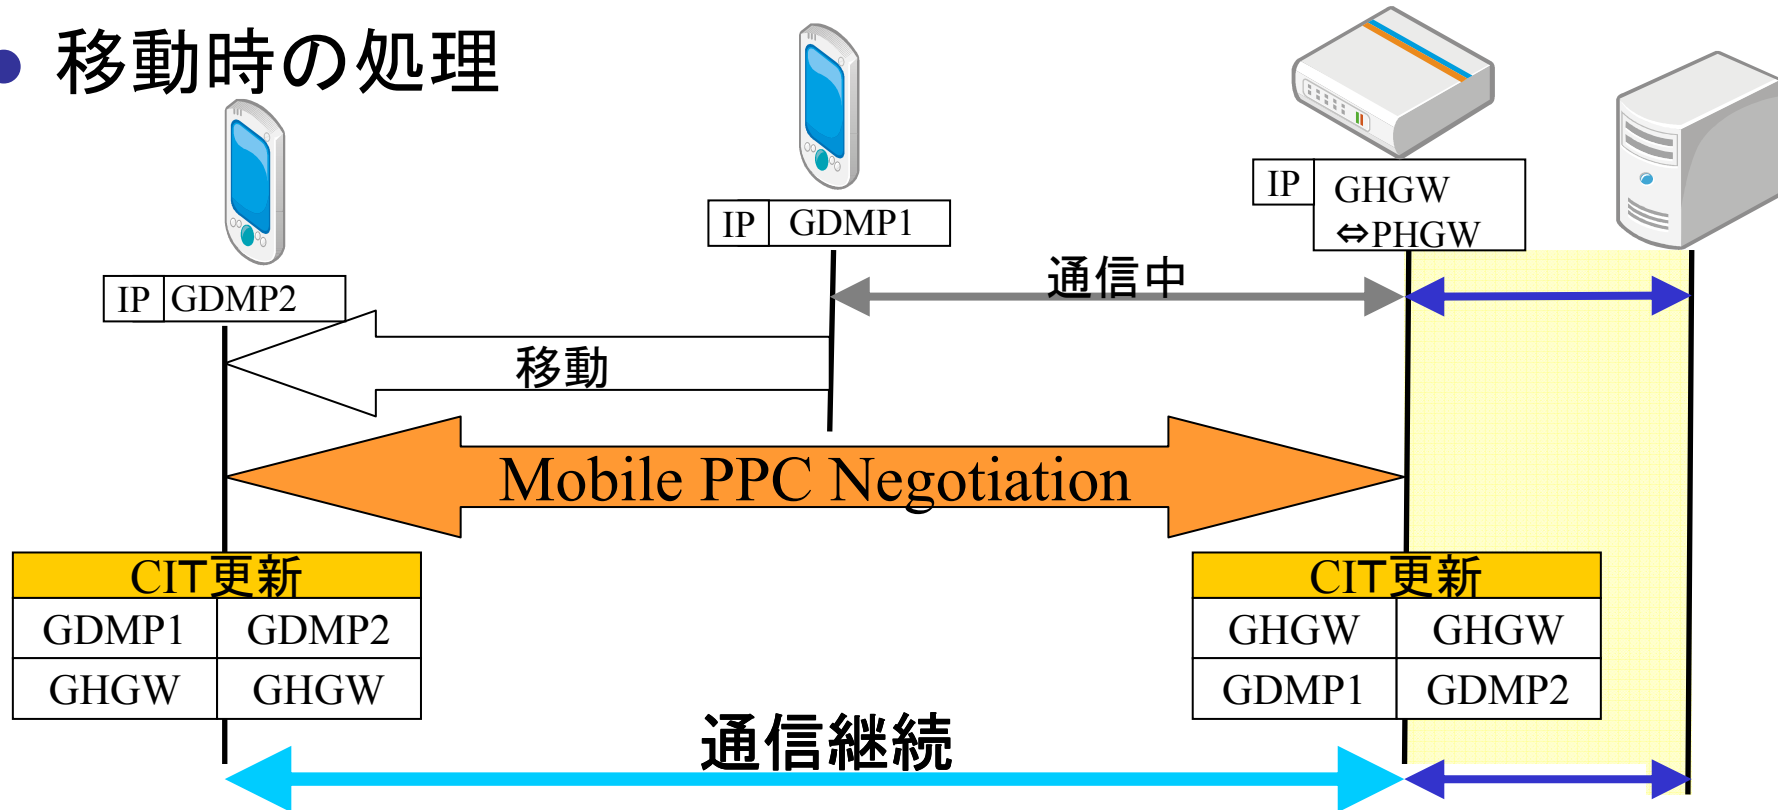 移動時の処理
IP GHGW
⇔PHGW
IP GDMP1
通信中
IP GDMP2
移動
Mobile PPC Negotiation
CIT更新
GDMP1 GDMP2
GHGW GHGW
CIT更新
GHGW GHGW
GDMP1 GDMP2
通信継続